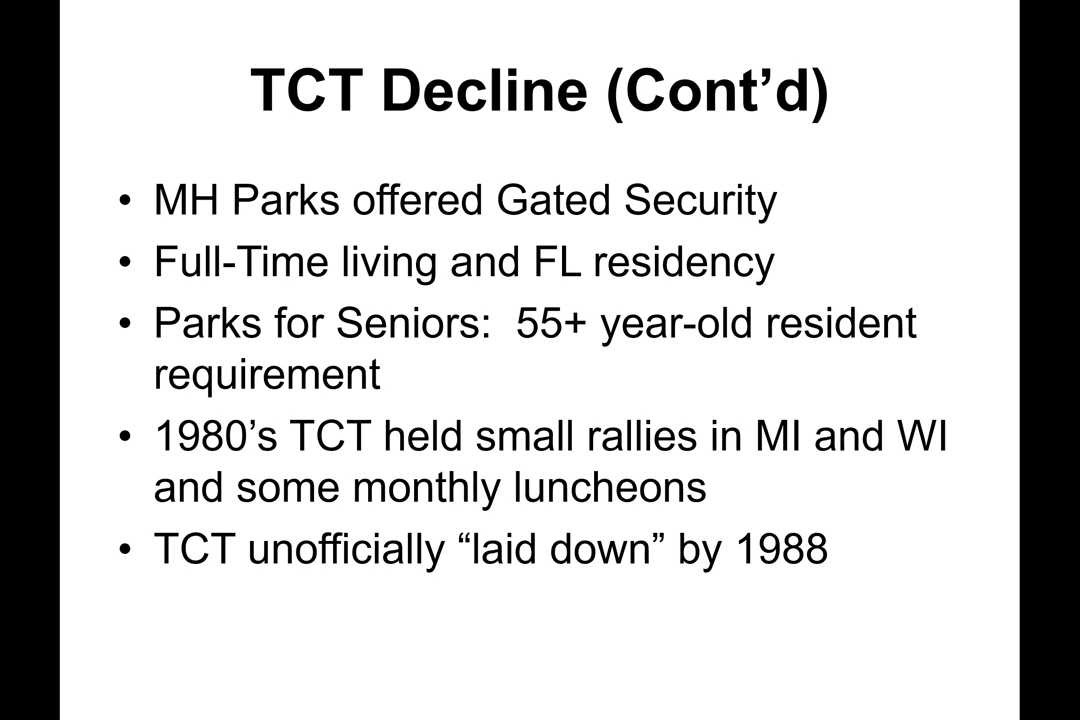 TCT Decline (Cont’d)
• MH Parks offered Gated Security
• Full-Time living and FL residency
• Parks for Seniors:  55+ year-old resident
requirement
• 1980’s TCT held small rallies in MI and WI
and some monthly luncheons
• TCT unofficially “laid down” by 1988